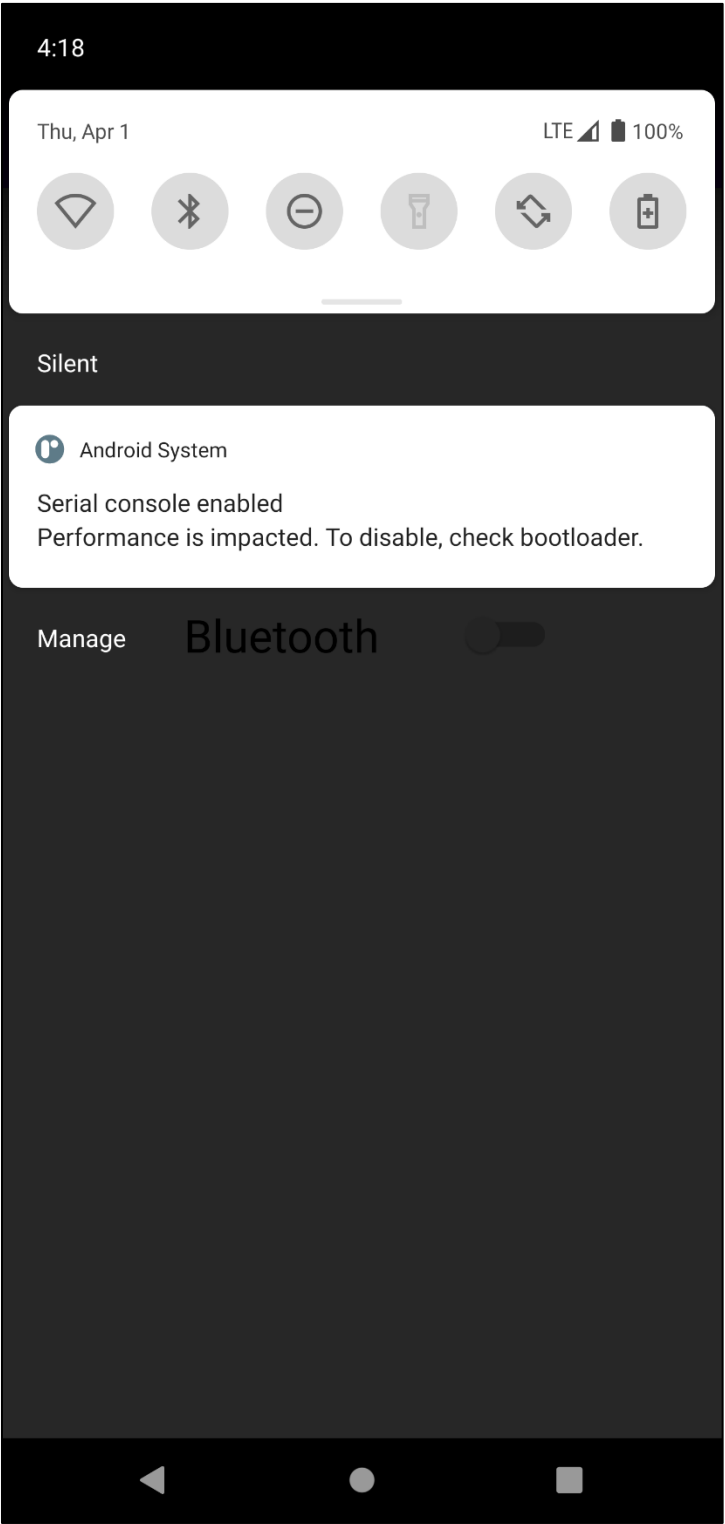 4:18
Thu, Apr 1 LTE 100%
Silent
Android System
Serial console enabled
Performance is impacted. To disable, check bootloader.
Manage Bluetooth